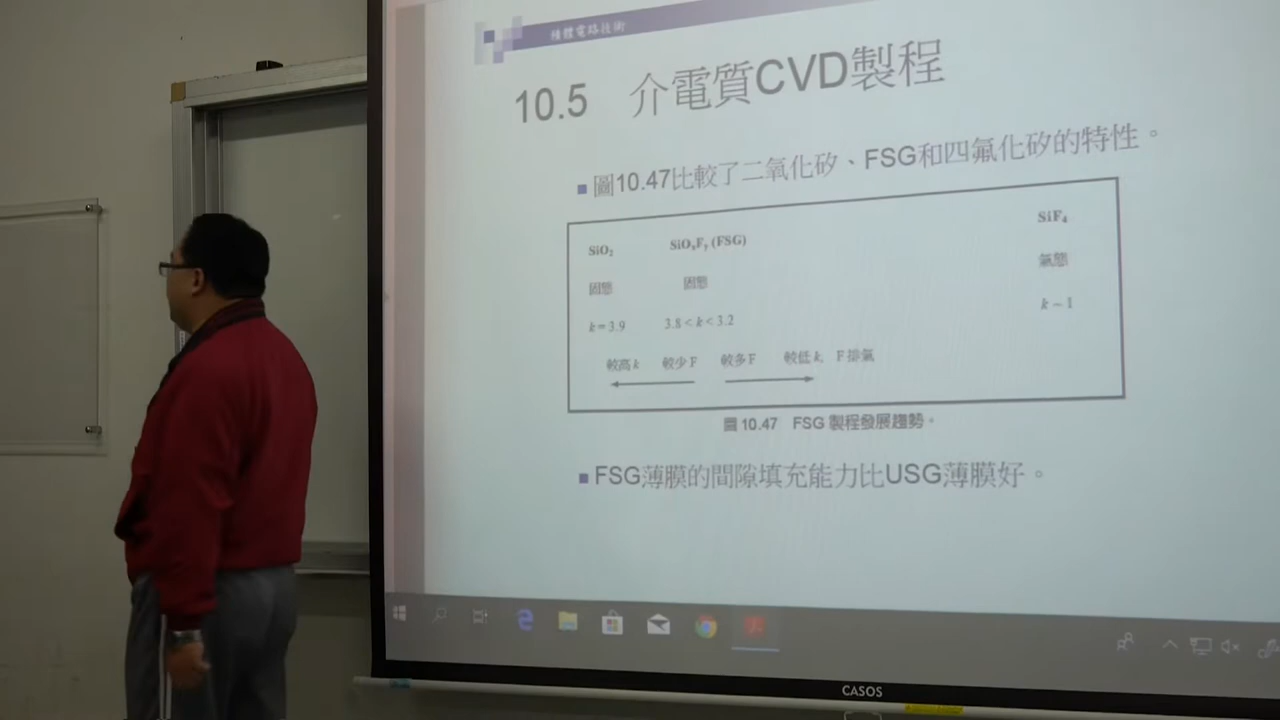 積體電路技術
10.5 介電質CVD製程
■圖10.47比較了二氧化矽、FSG和四氟化矽的特性。
SiO₂ SiOₓFᵧ (FSG) SiF₄
固態 固態 氣態
k=3.9 3.8 < k < 3.2 k ~ 1
較高 k 較少 F 較多 F 較低 k, F 排氣
圖 10.47 FSG 製程發展趨勢。
■FSG薄膜的間隙填充能力比USG薄膜好。
CASOS